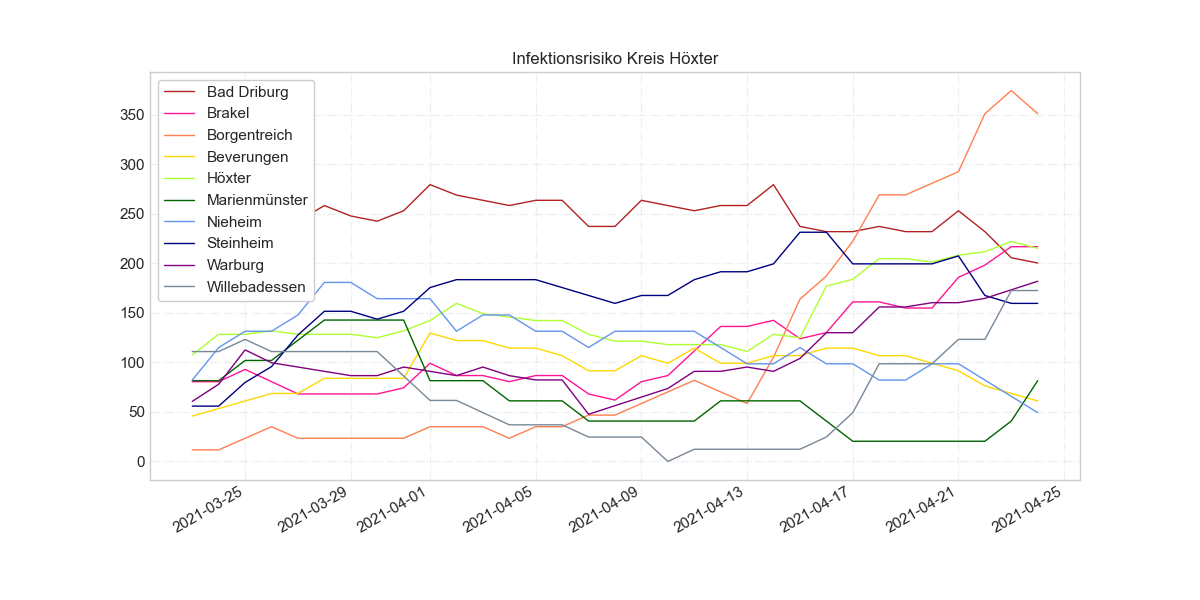 Infektionsrisiko Kreis Höxter
Bad Driburg
Brakel
Borgentreich
Beverungen
Höxter
Marienmünster
Nieheim
Steinheim
Warburg
Willebadessen
350
300
250
200
150
100
50
0
2021-03-25
2021-03-29
2021-04-01
2021-04-05
2021-04-09
2021-04-13
2021-04-17
2021-04-21
2021-04-25